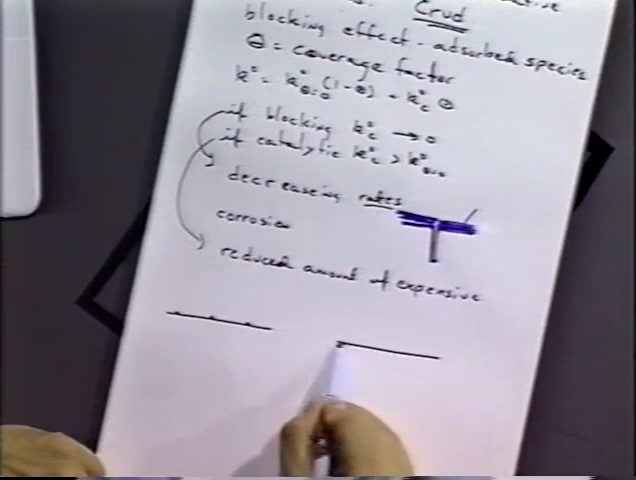 Crud
blocking effect - adsorbed species
Θ = coverage factor
k° = k°Θ=0 (1-Θ) + k°c Θ
if blocking k°c → 0
if catalytic k°c > k°Θ=0
decreasing rates
corrosion
reduced amount of expensive